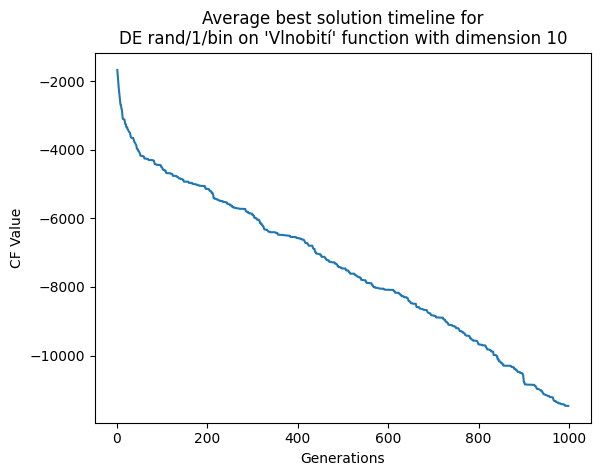 Average best solution timeline for
DE rand/1/bin on 'Vlnobití' function with dimension 10
−2000
−4000
−6000
−8000
−10000
CF Value
0
200
400
600
800
1000
Generations